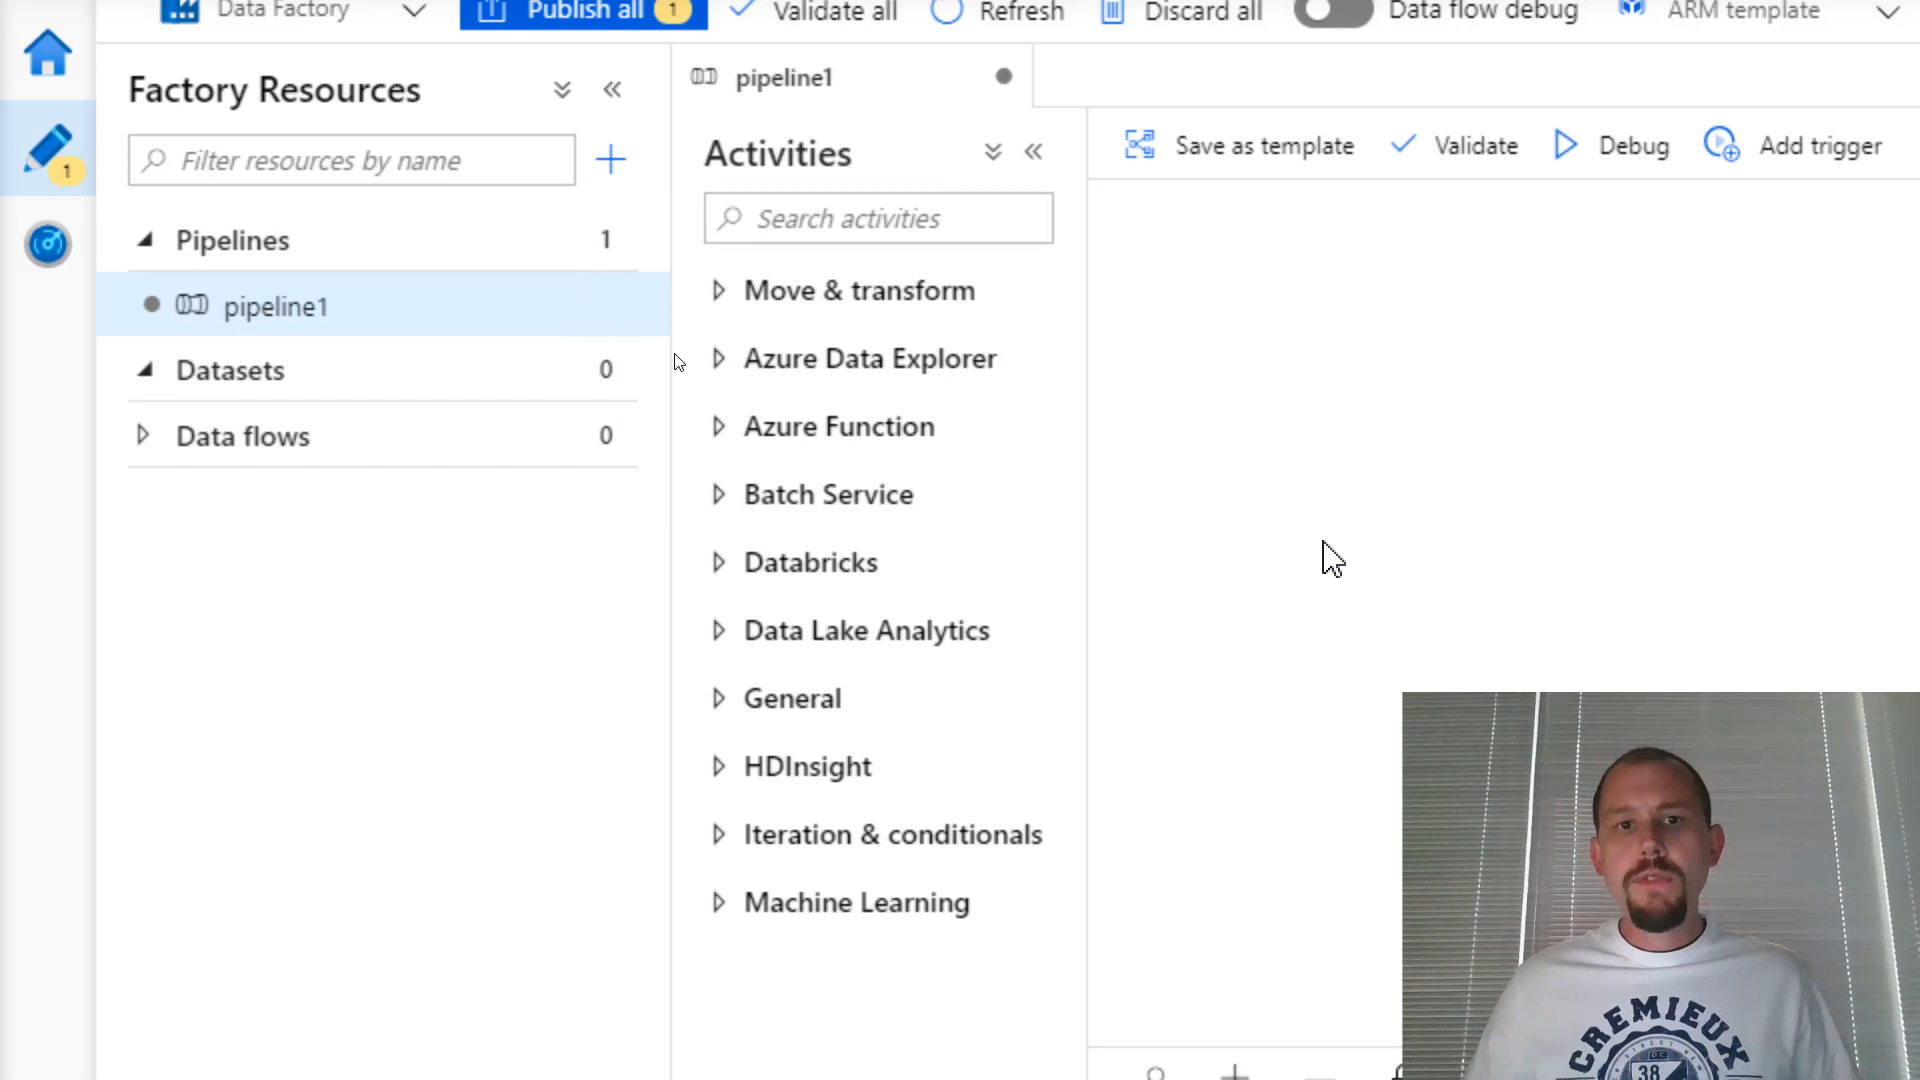 Data Factory
Publish all 1
Validate all
Refresh
Discard all
Data flow debug
ARM template
1
Factory Resources
Filter resources by name
Pipelines 1
pipeline1
Datasets 0
Data flows 0
pipeline1
Activities
Search activities
Move & transform
Azure Data Explorer
Azure Function
Batch Service
Databricks
Data Lake Analytics
General
HDInsight
Iteration & conditionals
Machine Learning
Save as template
Validate
Debug
Add trigger
CREMIEUX
DC
38